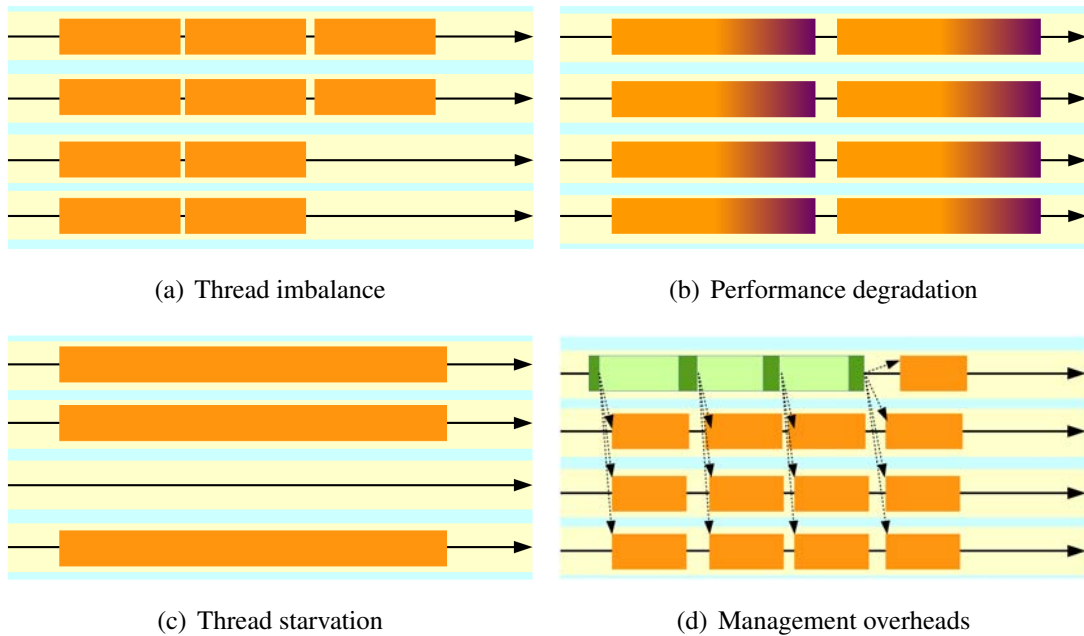 (a) Thread imbalance
(b) Performance degradation
(c) Thread starvation
(d) Management overheads